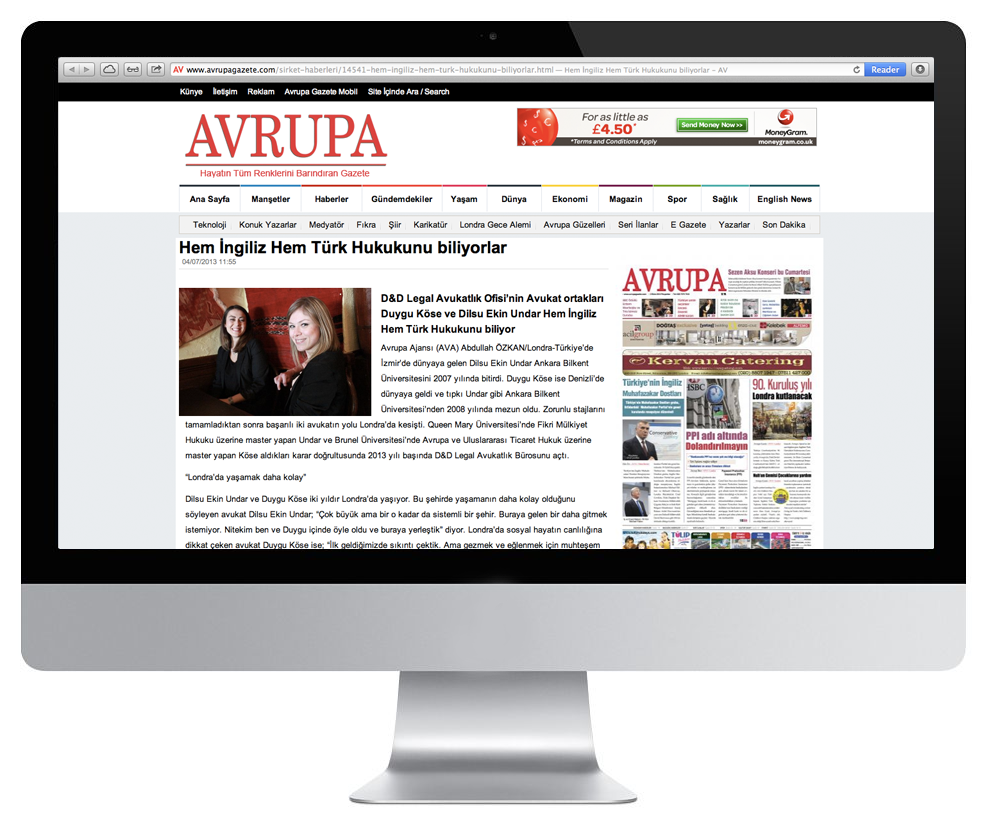 AV www.avrupagazete.com/sirket-haberleri/14541-hem-ingiliz-hem-turk-hukukunu-biliyorlar.html — Hem İngiliz Hem Türk Hukukunu biliyorlar – AV
Reader
Künye İletişim Reklam Avrupa Gazete Mobil Site İçinde Ara / Search
AVRUPA
Hayatın Tüm Renklerini Barındıran Gazete
For as little as
£4.50*
*Terms and Conditions Apply
Send Money Now >>
MoneyGram.
moneygram.co.uk
Ana Sayfa Manşetler Haberler Gündemdekiler Yaşam Dünya Ekonomi Magazin Spor Sağlık English News
Teknoloji Konuk Yazarlar Medyatör Fıkra Şiir Karikatür Londra Gece Alemi Avrupa Güzelleri Seri İlanlar E Gazete Yazarlar Son Dakika
Hem İngiliz Hem Türk Hukukunu biliyorlar
04/07/2013 11:55
D&D Legal Avukatlık Ofisi'nin Avukat ortakları
Duygu Köse ve Dilsu Ekin Undar Hem İngiliz
Hem Türk Hukukunu biliyor
Avrupa Ajansı (AVA) Abdullah ÖZKAN/Londra-Türkiye'de
İzmir'de dünyaya gelen Dilsu Ekin Undar Ankara Bilkent
Üniversitesini 2007 yılında bitirdi. Duygu Köse ise Denizli'de
dünyaya geldi ve tıpkı Undar gibi Ankara Bilkent
Üniversitesi'nden 2008 yılında mezun oldu. Zorunlu stajlarını
tamamladıktan sonra başarılı iki avukatın yolu Londra'da kesişti. Queen Mary Üniversitesi'nde Fikri Mülkiyet
Hukuku üzerine master yapan Undar ve Brunel Üniversitesi'nde Avrupa ve Uluslararası Ticaret Hukuk üzerine
master yapan Köse aldıkları karar doğrultusunda 2013 yılı başında D&D Legal Avukatlık Bürosunu açtı.
"Londra'da yaşamak daha kolay"
Dilsu Ekin Undar ve Duygu Köse iki yıldır Londra'da yaşıyor. Bu şehirde yaşamanın daha kolay olduğunu
söyleyen avukat Dilsu Ekin Undar; "Çok büyük ama bir o kadar da sistemli bir şehir. Buraya gelen bir daha gitmek
istemiyor. Nitekim ben ve Duygu içinde öyle oldu ve buraya yerleştik" diyor. Londra'da sosyal hayatın canlılığına
dikkat çeken avukat Duygu Köse ise; "İlk geldiğimizde sıkıntı çektik. Ama gezmek ve eğlenmek için muhteşem
AVRUPA
Sezen Aksu Konseri bu Cumartesi
acıgroup
DOĞTAŞ
Kervan Catering
Türkiye'nin İngiliz
Muhafazakar Dostları
HSBC
PPI adı altında
Dolandırılmayın
90. Kuruluş yılı
Londra kutlanacak
TULIP